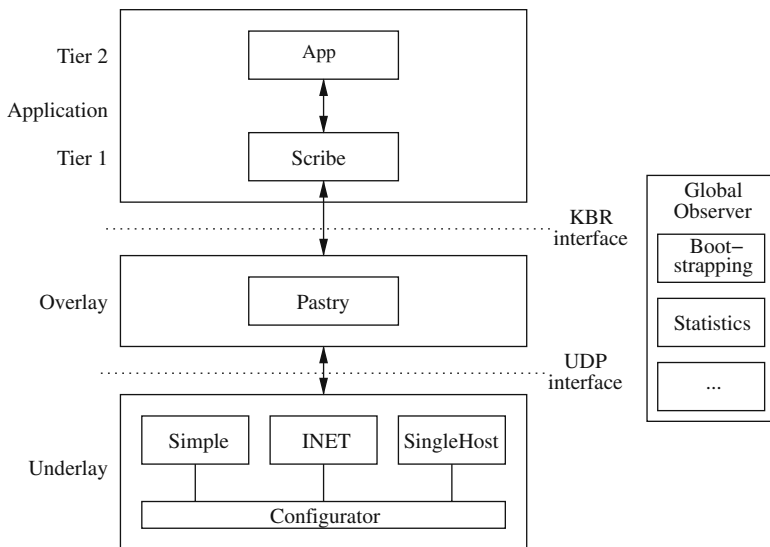 Tier 2
App
Application
Tier 1
Scribe
KBR
interface
Overlay
Pastry
UDP
interface
Underlay
Simple
INET
SingleHost
Configurator
Global
Observer
Boot−
strapping
Statistics
...